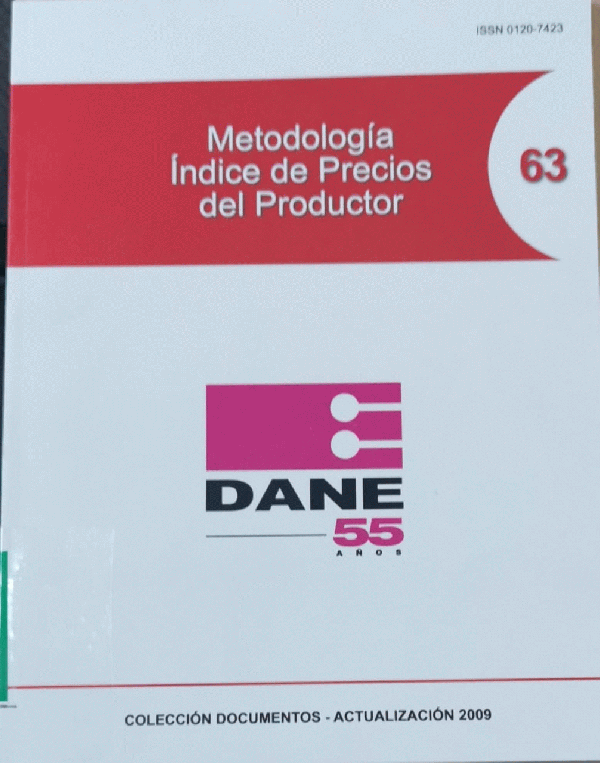 ISSN 0120-7423
Metodología
Índice de Precios
del Productor
63
DANE
55
AÑOS
COLECCIÓN DOCUMENTOS - ACTUALIZACIÓN 2009